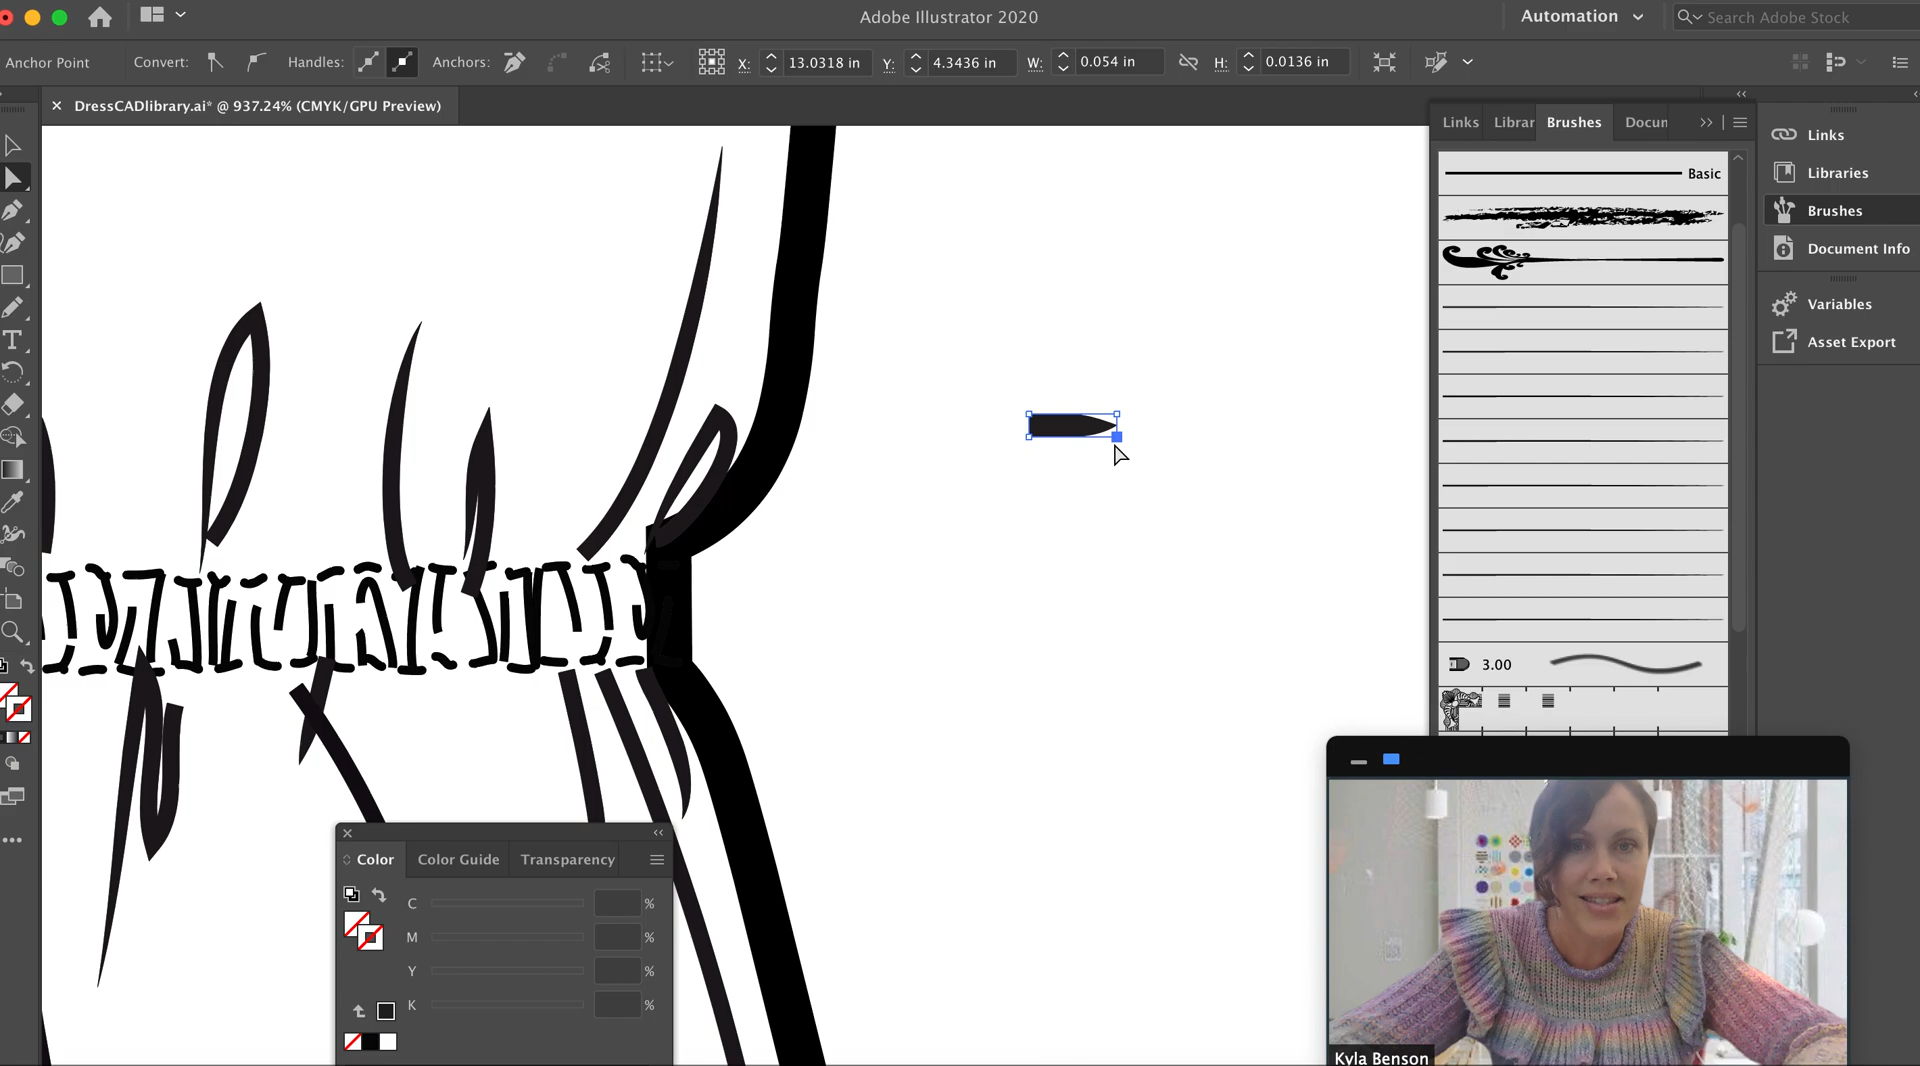 Adobe Illustrator 2020
Automation
Search Adobe Stock
Anchor Point
Convert:
Handles:
Anchors:
X:
13.0318 in
Y:
4.3436 in
W:
0.054 in
H:
0.0136 in
× DressCADlibrary.ai* @ 937.24% (CMYK/GPU Preview)
Links
Librar
Brushes
Docun
Basic
3.00
Links
Libraries
Brushes
Document Info
Variables
Asset Export
Color
Color Guide
Transparency
C
%
M
%
Y
%
K
%
Kyla Benson